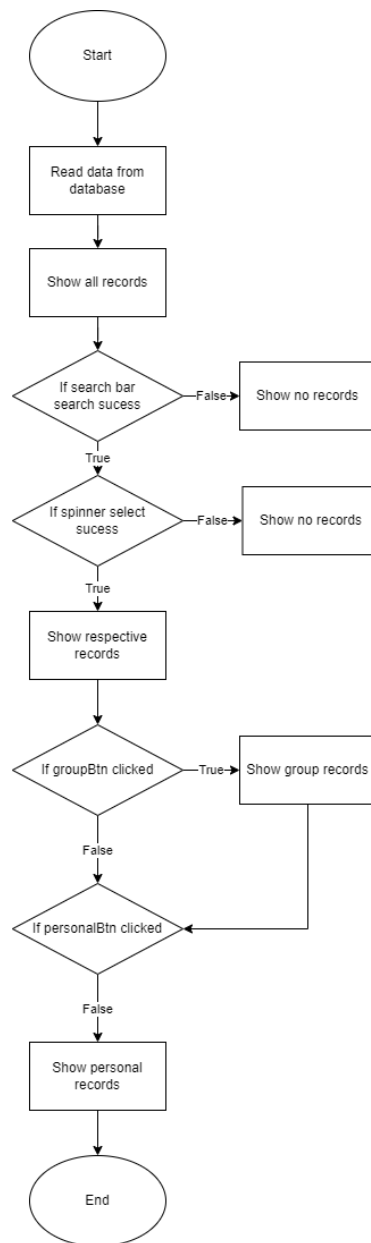 Start
Read data from
database
Show all records
If search bar
search sucess
False
Show no records
True
If spinner select
sucess
False
Show no records
True
Show respective
records
If groupBtn clicked
True
Show group records
False
If personalBtn clicked
False
Show personal
records
End